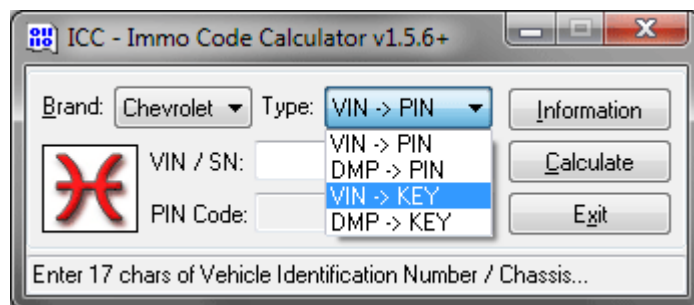 ICC - Immo Code Calculator v1.5.6+
Brand: Chevrolet Type: VIN -> PIN Information
VIN -> PIN
VIN / SN: DMP -> PIN Calculate
VIN -> KEY
PIN Code: DMP -> KEY Exit
Enter 17 chars of Vehicle Identification Number / Chassis...